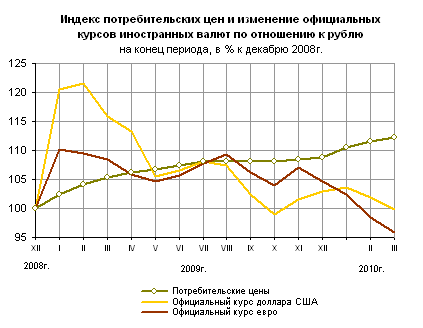 Индекс потребительских цен и изменение официальных
курсов иностранных валют по отношению к рублю
на конец периода, в % к декабрю 2008г.
125
120
115
110
105
100
95
XII I II III IV V VI VII VIII IX X XI XII II III
2008г. 2009г. 2010г.
Потребительские цены
Официальный курс доллара США
Официальный курс евро